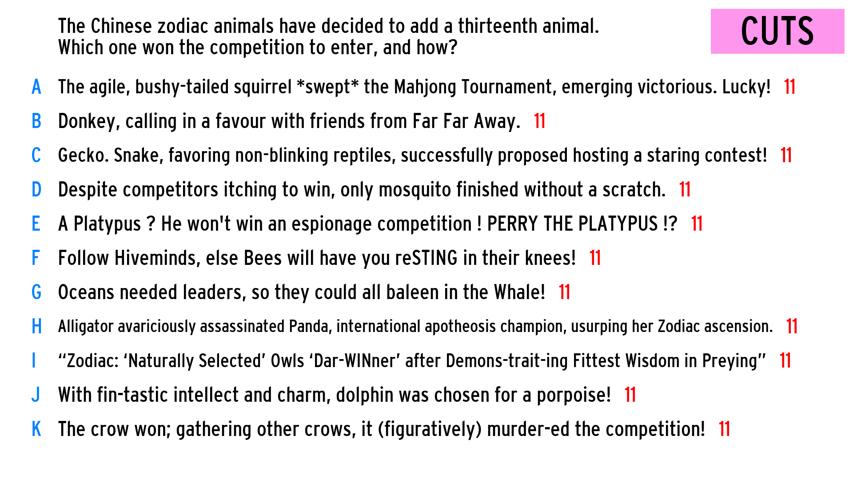 The Chinese zodiac animals have decided to add a thirteenth animal.
Which one won the competition to enter, and how?
CUTS
A The agile, bushy-tailed squirrel *swept* the Mahjong Tournament, emerging victorious. Lucky! 11
B Donkey, calling in a favour with friends from Far Far Away. 11
C Gecko. Snake, favoring non-blinking reptiles, successfully proposed hosting a staring contest! 11
D Despite competitors itching to win, only mosquito finished without a scratch. 11
E A Platypus ? He won't win an espionage competition ! PERRY THE PLATYPUS !? 11
F Follow Hiveminds, else Bees will have you reSTING in their knees! 11
G Oceans needed leaders, so they could all baleen in the Whale! 11
H Alligator avariciously assassinated Panda, international apotheosis champion, usurping her Zodiac ascension. 11
I “Zodiac: ‘Naturally Selected’ Owls ‘Dar-WINner’ after Demons-trait-ing Fittest Wisdom in Preying” 11
J With fin-tastic intellect and charm, dolphin was chosen for a porpoise! 11
K The crow won; gathering other crows, it (figuratively) murder-ed the competition! 11